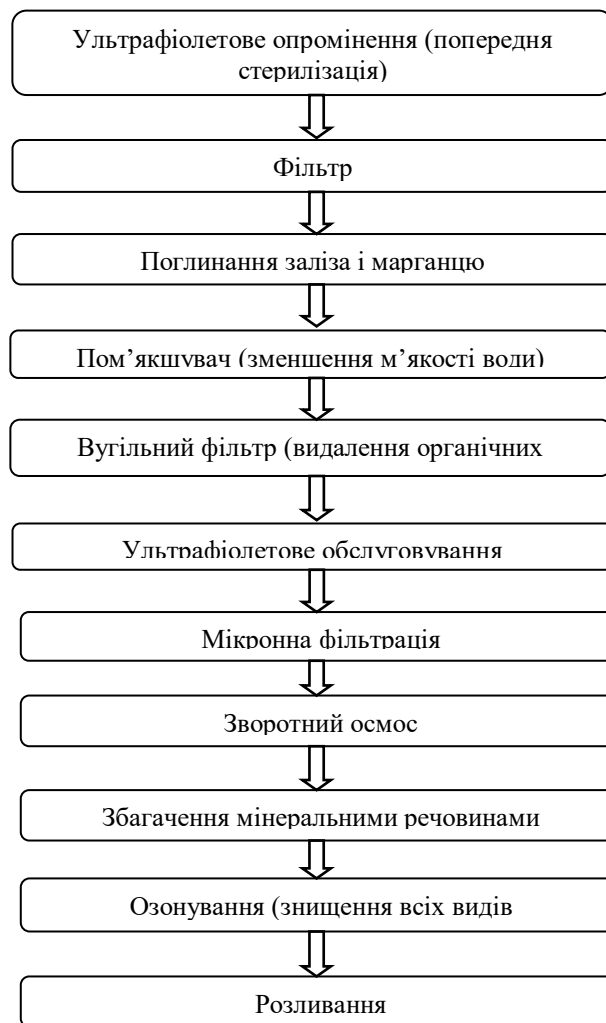 Ультрафіолетове опромінення (попередня
стерилізація)
Фільтр
Поглинання заліза і марганцю
Пом’якшувач (зменшення м’якості води)
Вугільний фільтр (видалення органічних
Ультрафіолетове обслуговування
Мікронна фільтрація
Зворотний осмос
Збагачення мінеральними речовинами
Озонування (знищення всіх видів
Розливання